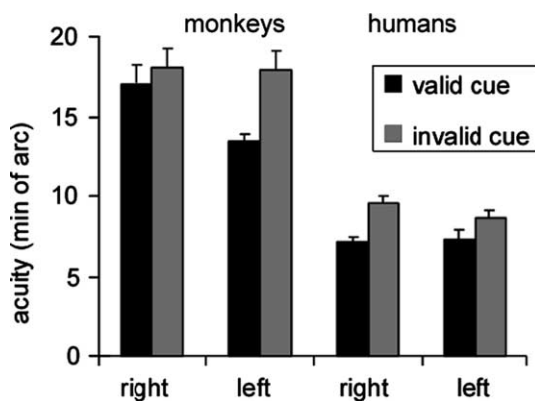 monkeys humans
valid cue
invalid cue
acuity (min of arc)
20
15
10
5
0
right left right left